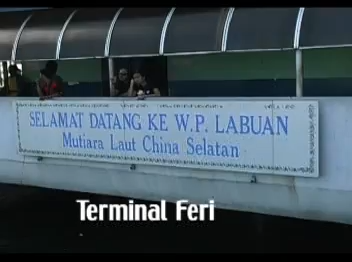 SELAMAT DATANG KE W.P. LABUAN
Mutiara Laut China Selatan
Terminal Feri